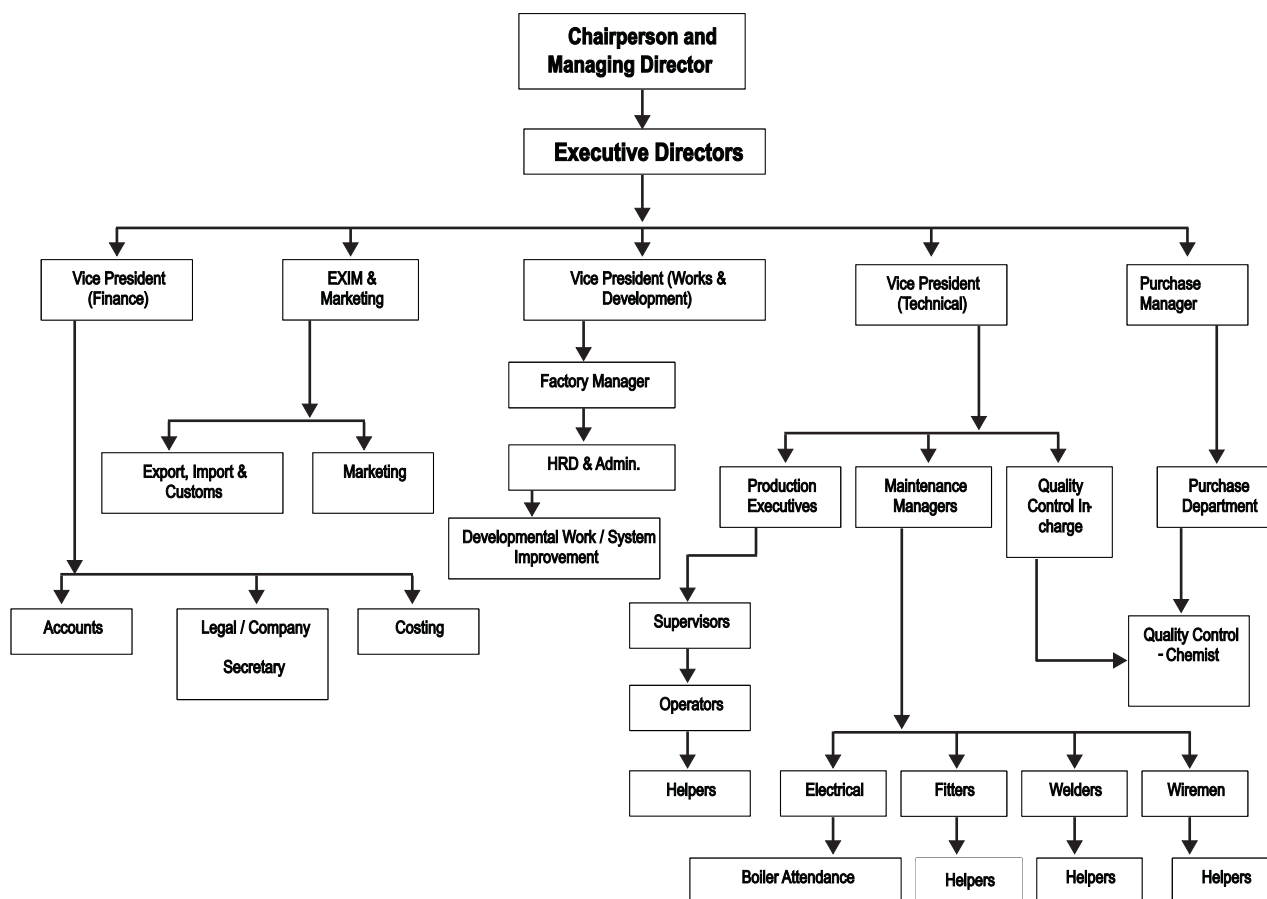 Chairperson and
Managing Director
Executive Directors
Vice President
(Finance)
EXIM &
Marketing
Vice President (Works &
Development)
Vice President
(Technical)
Purchase
Manager
Factory Manager
Export, Import &
Customs
Marketing
HRD & Admin.
Production
Executives
Maintenance
Managers
Quality
Control In-
charge
Purchase
Department
Developmental Work / System
Improvement
Accounts
Legal / Company
Secretary
Costing
Supervisors
Quality Control
- Chemist
Operators
Helpers
Electrical
Fitters
Welders
Wiremen
Boiler Attendance
Helpers
Helpers
Helpers